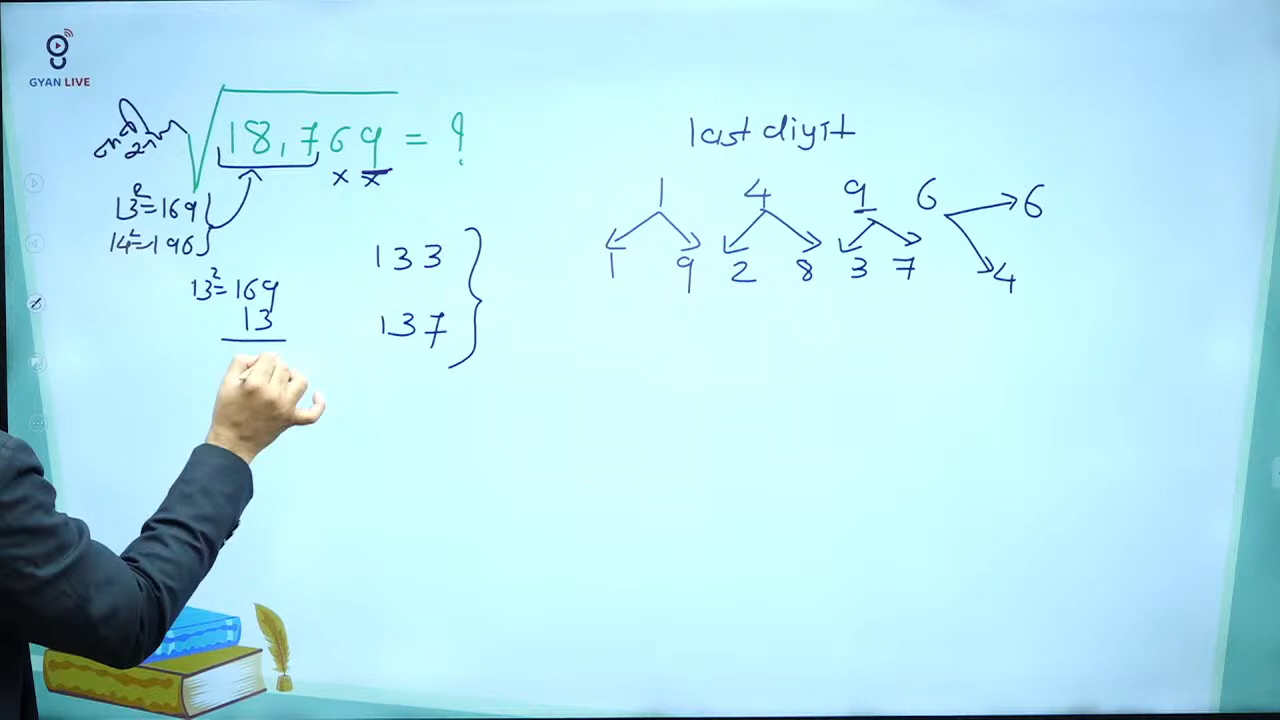 GYAN LIVE
√18,769 = ?
x x
13²=169
14²=196
13²=169
13
133
137
last diyit
1 4 9 6
6
1 9 2 8 3 7 4